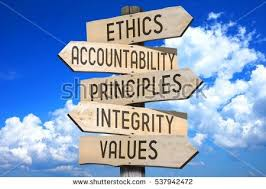 ETHICS
ACCOUNTABILITY
PRINCIPLES
INTEGRITY
VALUES
www.shutterstock.com · 537942472